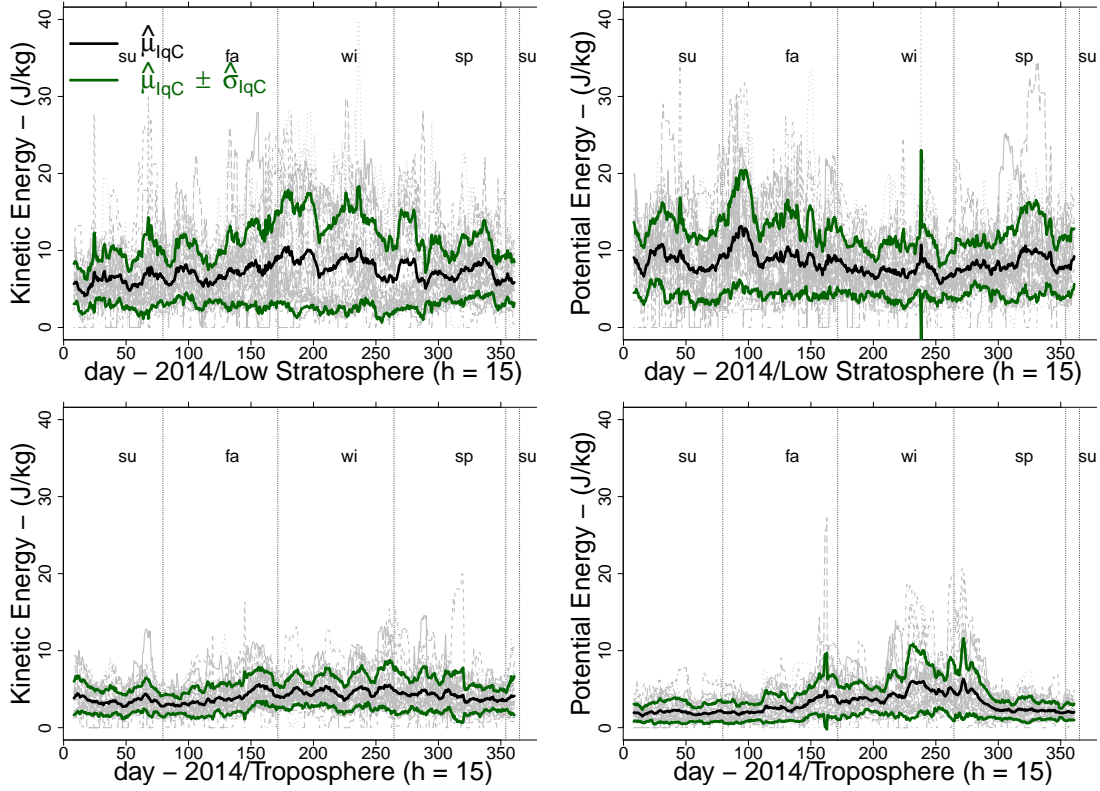 40
30
20
10
0
Kinetic Energy − (J/kg)
μ̂IqC
μ̂IqC ± σ̂IqC
su fa wi sp su
0 50 100 150 200 250 300 350
day − 2014/Low Stratosphere (h = 15)
40
30
20
10
0
Potential Energy − (J/kg)
su fa wi sp su
0 50 100 150 200 250 300 350
day − 2014/Low Stratosphere (h = 15)
40
30
20
10
0
Kinetic Energy − (J/kg)
su fa wi sp su
0 50 100 150 200 250 300 350
day − 2014/Troposphere (h = 15)
40
30
20
10
0
Potential Energy − (J/kg)
su fa wi sp su
0 50 100 150 200 250 300 350
day − 2014/Troposphere (h = 15)